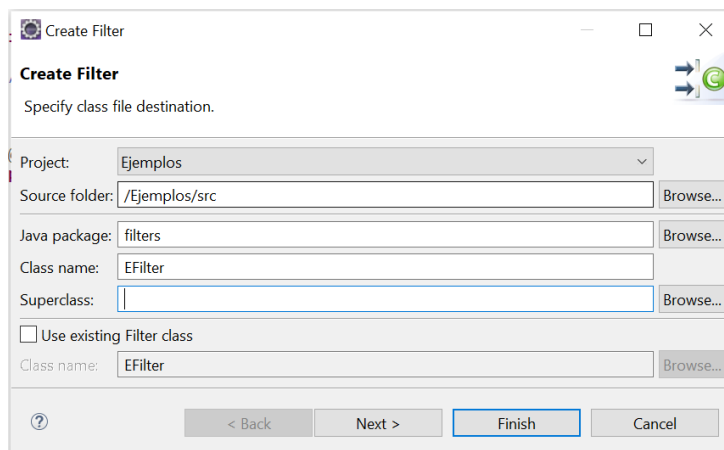 Create Filter
Create Filter
Specify class file destination.
Project: Ejemplos
Source folder: /Ejemplos/src Browse...
Java package: filters Browse...
Class name: EFilter
Superclass: Browse...
Use existing Filter class
Class name: EFilter Browse...
? < Back Next > Finish Cancel